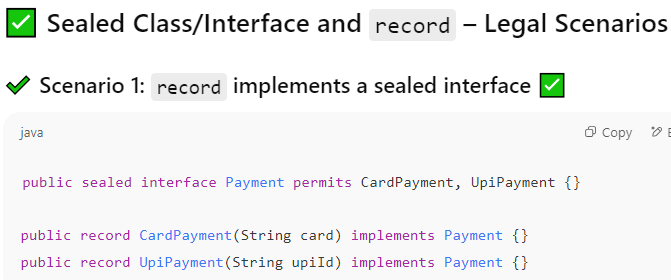 ✅ Sealed Class/Interface and record – Legal Scenarios
✔ Scenario 1: record implements a sealed interface ✅
java Copy
public sealed interface Payment permits CardPayment, UpiPayment {}
public record CardPayment(String card) implements Payment {}
public record UpiPayment(String upiId) implements Payment {}